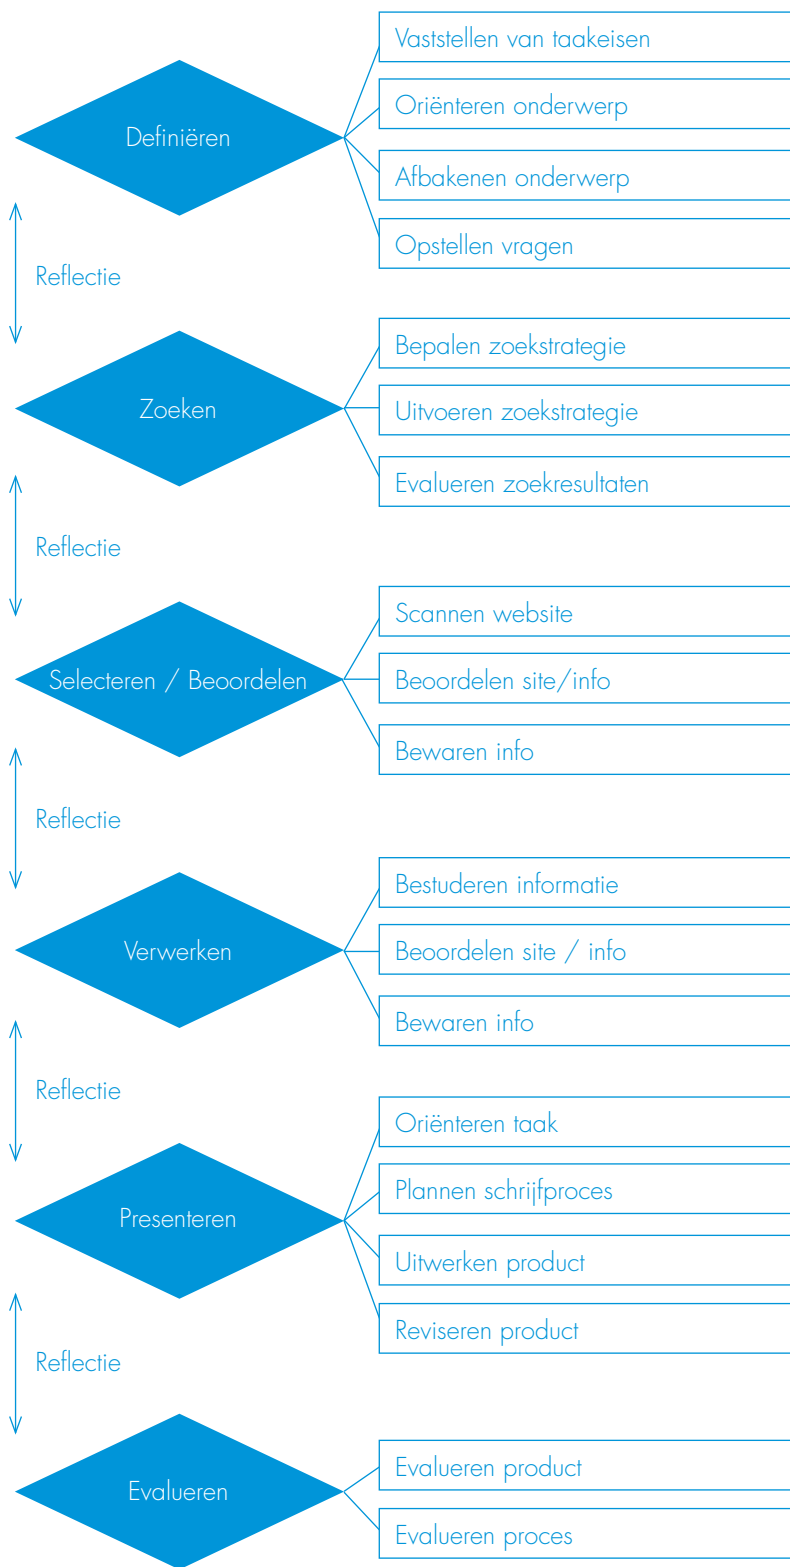 Definiëren
Vaststellen van taakeisen
Oriënteren onderwerp
Afbakenen onderwerp
Opstellen vragen
Reflectie
Zoeken
Bepalen zoekstrategie
Uitvoeren zoekstrategie
Evalueren zoekresultaten
Reflectie
Selecteren / Beoordelen
Scannen website
Beoordelen site/info
Bewaren info
Reflectie
Verwerken
Bestuderen informatie
Beoordelen site / info
Bewaren info
Reflectie
Presenteren
Oriënteren taak
Plannen schrijfproces
Uitwerken product
Reviseren product
Reflectie
Evalueren
Evalueren product
Evalueren proces